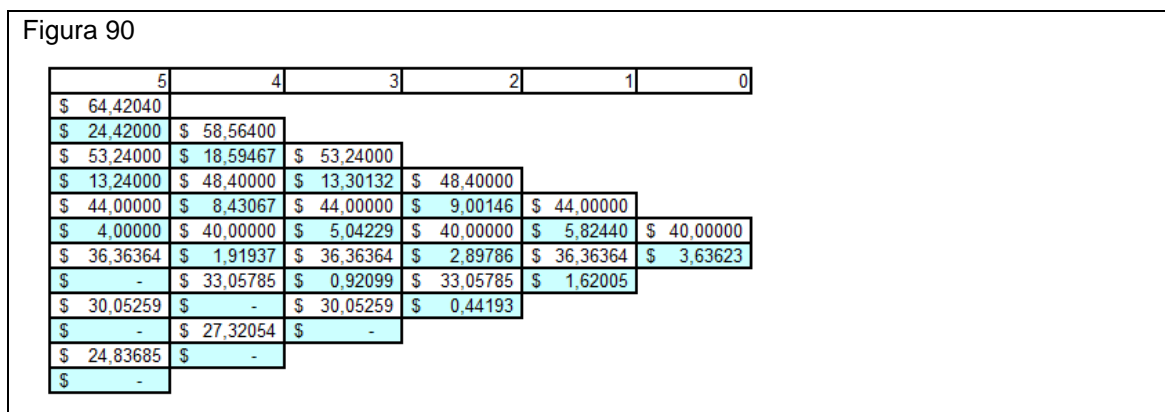 Figura 90
5 4 3 2 1 0
$ 64,42040
$ 24,42000 $ 58,56400
$ 53,24000 $ 18,59467 $ 53,24000
$ 13,24000 $ 48,40000 $ 13,30132 $ 48,40000
$ 44,00000 $ 8,43067 $ 44,00000 $ 9,00146 $ 44,00000
$ 4,00000 $ 40,00000 $ 5,04229 $ 40,00000 $ 5,82440 $ 40,00000
$ 36,36364 $ 1,91937 $ 36,36364 $ 2,89786 $ 36,36364 $ 3,63623
$ - $ 33,05785 $ 0,92099 $ 33,05785 $ 1,62005
$ 30,05259 $ - $ 30,05259 $ 0,44193
$ - $ 27,32054 $ -
$ 24,83685 $ -
$ -